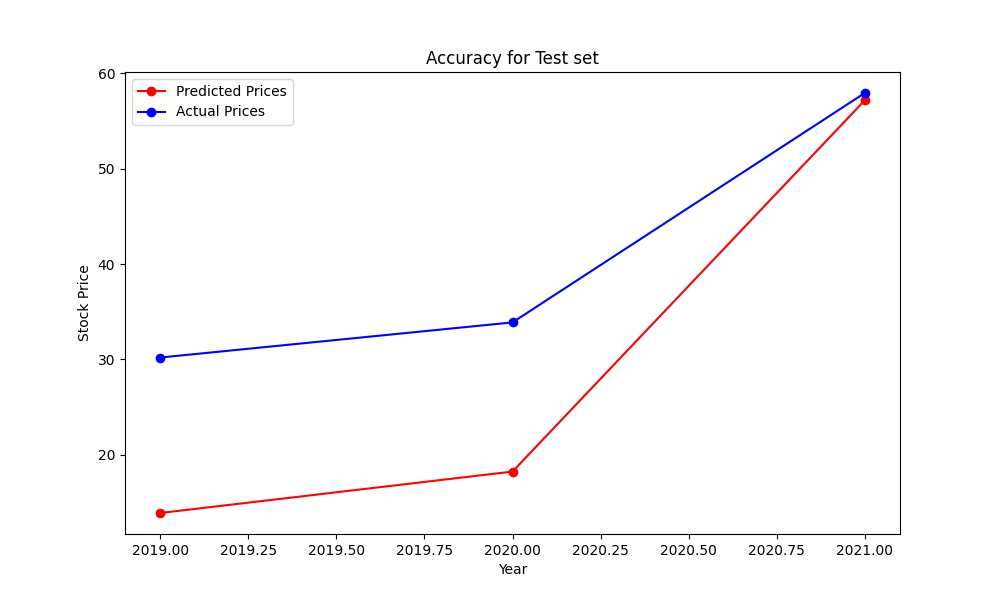 Accuracy for Test set
Predicted Prices
Actual Prices
60
50
40
30
20
Stock Price
2019.00 2019.25 2019.50 2019.75 2020.00 2020.25 2020.50 2020.75 2021.00
Year